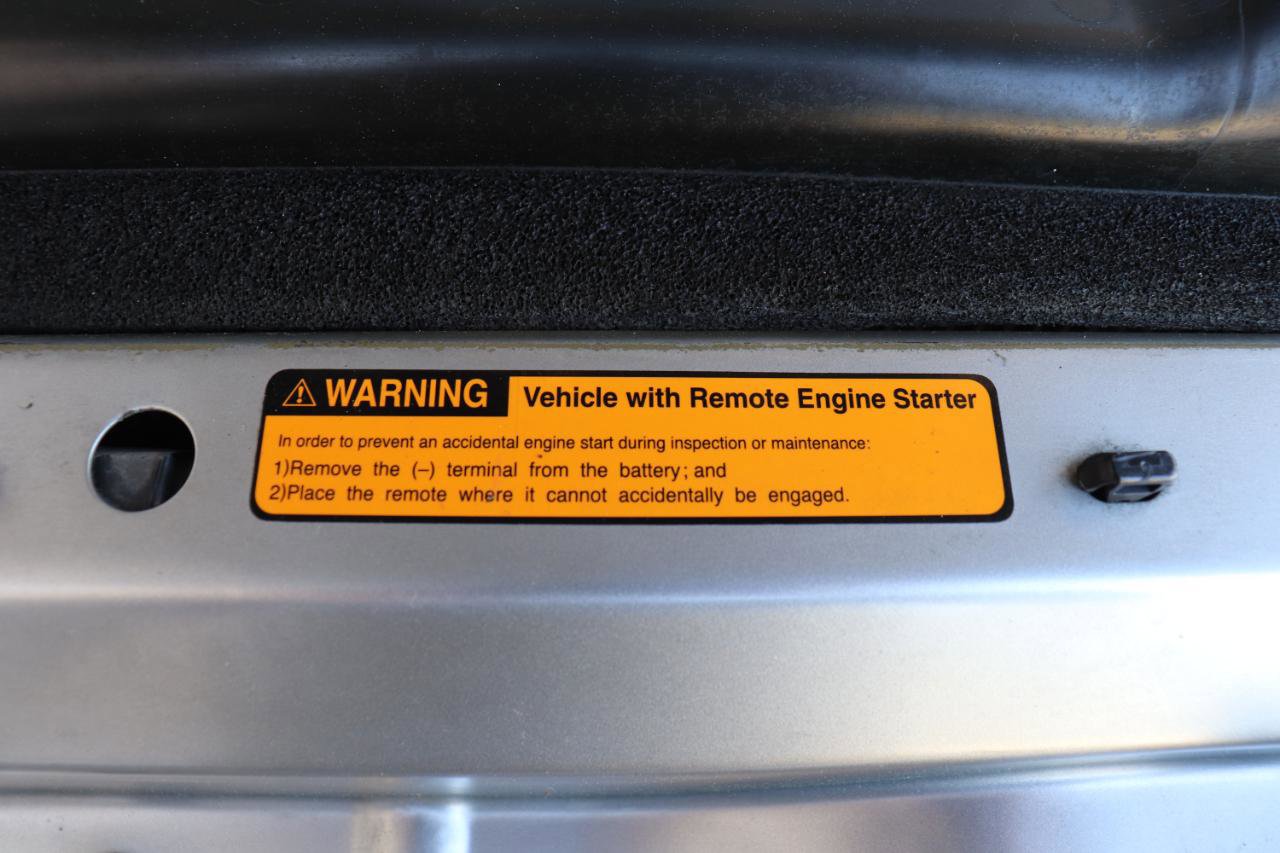 WARNING Vehicle with Remote Engine Starter
In order to prevent an accidental engine start during inspection or maintenance:
1)Remove the (–) terminal from the battery; and
2)Place the remote where it cannot accidentally be engaged.